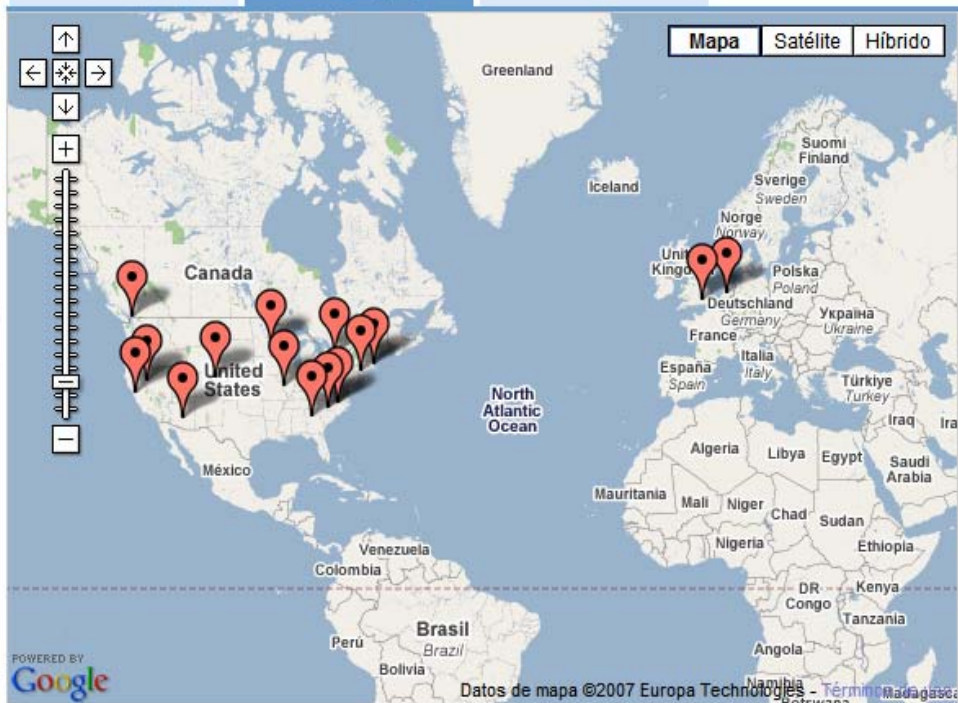 Mapa
Satélite
Híbrido
Greenland
Iceland
Suomi
Finland
Sverige
Sweden
Norge
Norway
Canada
Polska
Poland
Deutschland
Germany
Україна
Ukraine
France
United
States
España
Spain
Italia
Italy
Türkiye
Turkey
North
Atlantic
Ocean
Iraq
Algeria
Libya
Egypt
Saudi
Arabia
México
Mauritania
Mali
Niger
Chad
Sudan
Nigeria
Ethiopia
Venezuela
Colombia
DR
Congo
Kenya
Tanzania
Perú
Brasil
Brazil
Bolivia
Angola
Namibia
POWERED BY
Google
Datos de mapa ©2007 Europa Technologies -